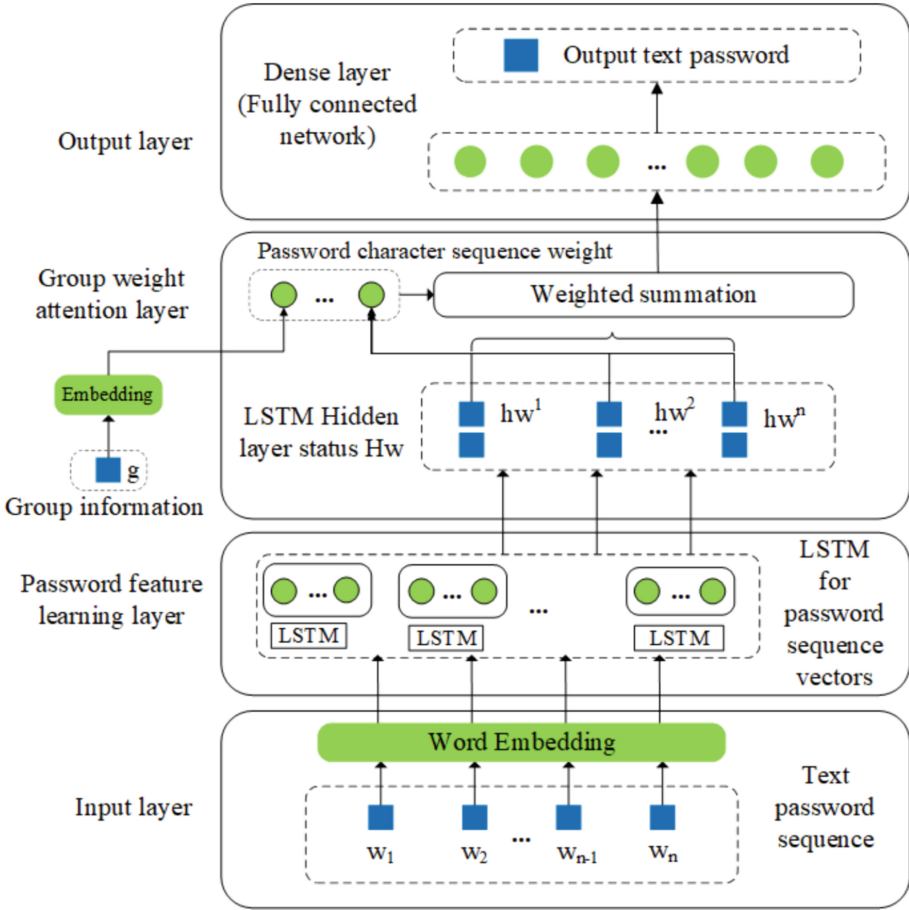 Output text password
Dense layer
(Fully connected
network)
Output layer
...
Password character sequence weight
Group weight
attention layer
...
Weighted summation
Embedding
LSTM Hidden
layer status Hw
hw1
hw2
...
hwn
g
Group information
Password feature
learning layer
...
...
...
...
LSTM
LSTM
LSTM
LSTM
for
password
sequence
vectors
Word Embedding
Input layer
Text
password
sequence
...
w1
w2
wn-1
wn